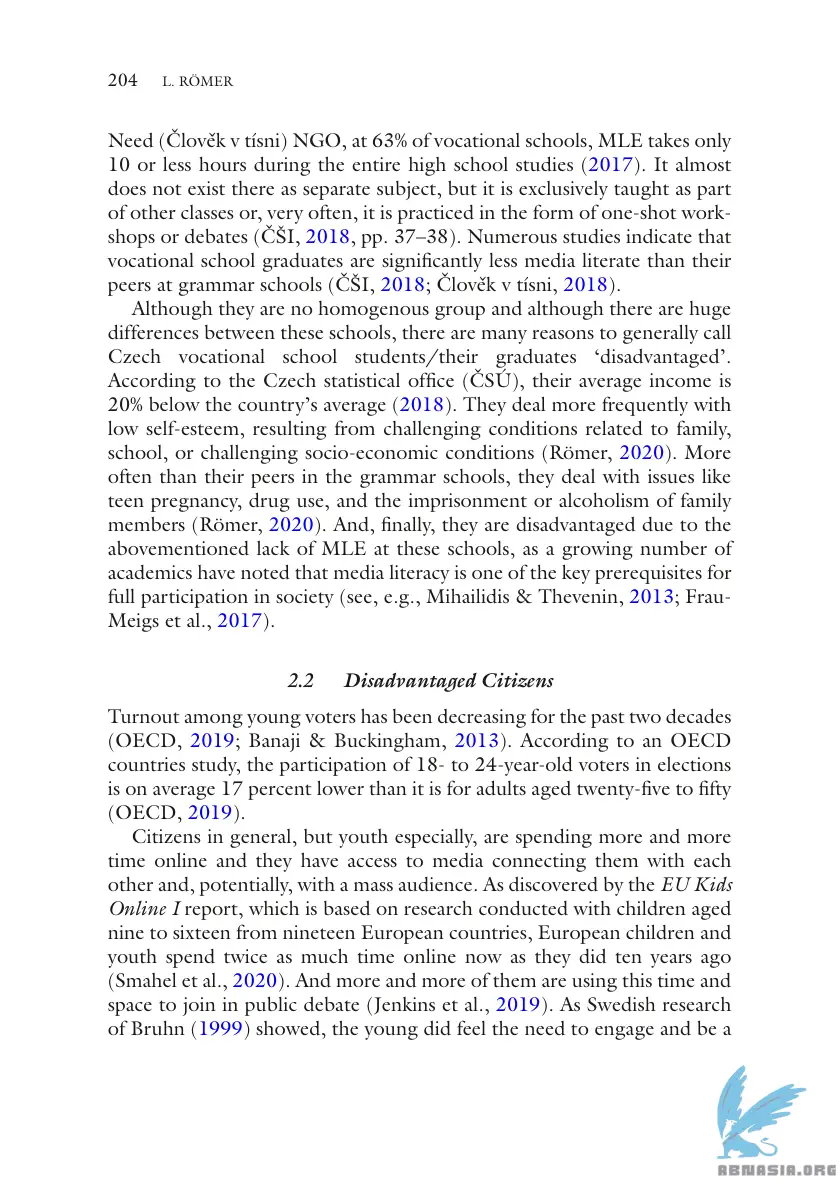 204 L. RÖMER
Need (Člověk v tísni) NGO, at 63% of vocational schools, MLE takes only
10 or less hours during the entire high school studies (2017). It almost
does not exist there as separate subject, but it is exclusively taught as part
of other classes or, very often, it is practiced in the form of one-shot work-
shops or debates (ČŠI, 2018, pp. 37–38). Numerous studies indicate that
vocational school graduates are significantly less media literate than their
peers at grammar schools (ČŠI, 2018; Člověk v tísni, 2018).
Although they are no homogenous group and although there are huge
differences between these schools, there are many reasons to generally call
Czech vocational school students/their graduates ‘disadvantaged’.
According to the Czech statistical office (ČSÚ), their average income is
20% below the country’s average (2018). They deal more frequently with
low self-esteem, resulting from challenging conditions related to family,
school, or challenging socio-economic conditions (Römer, 2020). More
often than their peers in the grammar schools, they deal with issues like
teen pregnancy, drug use, and the imprisonment or alcoholism of family
members (Römer, 2020). And, finally, they are disadvantaged due to the
abovementioned lack of MLE at these schools, as a growing number of
academics have noted that media literacy is one of the key prerequisites for
full participation in society (see, e.g., Mihailidis & Thevenin, 2013; Frau-
Meigs et al., 2017).
2.2 Disadvantaged Citizens
Turnout among young voters has been decreasing for the past two decades
(OECD, 2019; Banaji & Buckingham, 2013). According to an OECD
countries study, the participation of 18- to 24-year-old voters in elections
is on average 17 percent lower than it is for adults aged twenty-five to fifty
(OECD, 2019).
Citizens in general, but youth especially, are spending more and more
time online and they have access to media connecting them with each
other and, potentially, with a mass audience. As discovered by the EU Kids
Online I report, which is based on research conducted with children aged
nine to sixteen from nineteen European countries, European children and
youth spend twice as much time online now as they did ten years ago
(Smahel et al., 2020). And more and more of them are using this time and
space to join in public debate (Jenkins et al., 2019). As Swedish research
of Bruhn (1999) showed, the young did feel the need to engage and be a
ABNASIA.ORG